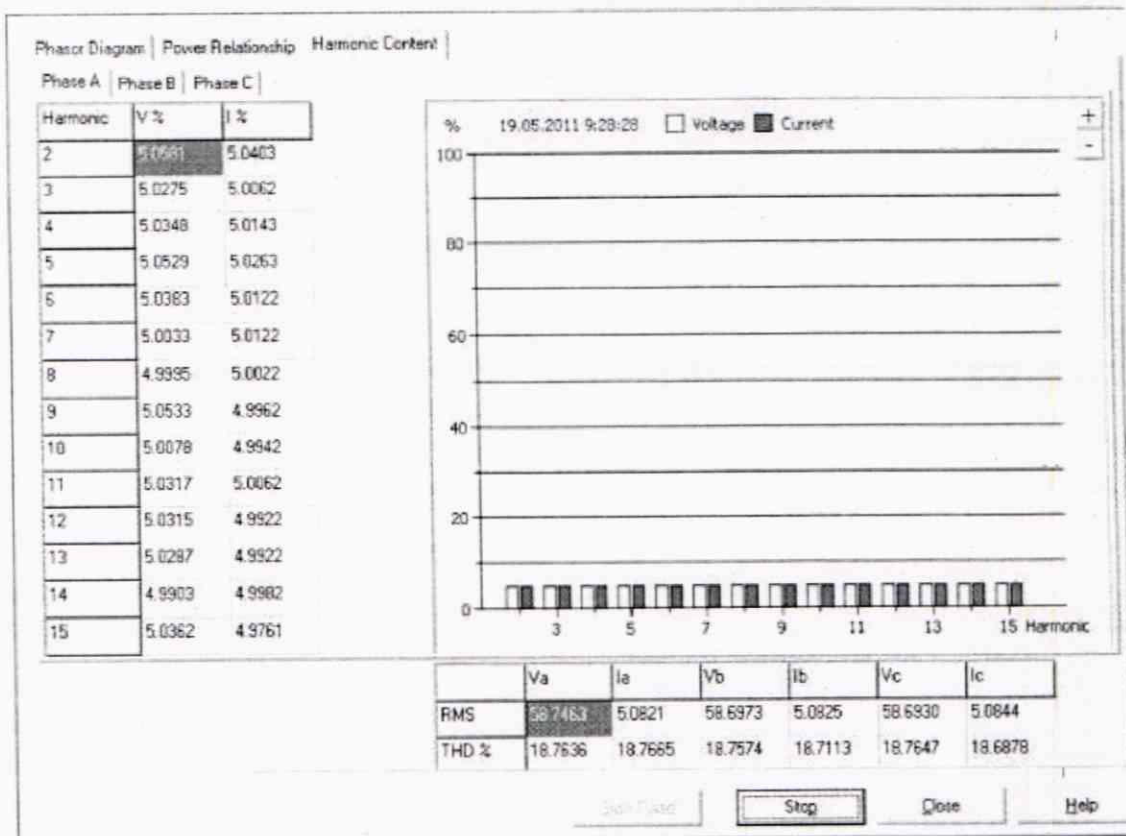 Phasor Diagram Power Relationship Harmonic Content
Phase A Phase B Phase C
Harmonic V % I %
2 5.0581 5.0403
3 5.0275 5.0062
4 5.0348 5.0143
5 5.0529 5.0263
6 5.0383 5.0122
7 5.0033 5.0122
8 4.9995 5.0022
9 5.0533 4.9962
10 5.0078 4.9942
11 5.0317 5.0062
12 5.0315 4.9922
13 5.0287 4.9922
14 4.9903 4.9982
15 5.0362 4.9761
% 19.05.2011 9:28:28 Voltage Current
+
-
100
80
60
40
20
0
3 5 7 9 11 13 15 Harmonic
Va Ia Vb Ib Vc Ic
RMS 58.7463 5.0821 58.6973 5.0825 58.6930 5.0844
THD % 18.7636 18.7665 18.7574 18.7113 18.7647 18.6878
Stop Close Help